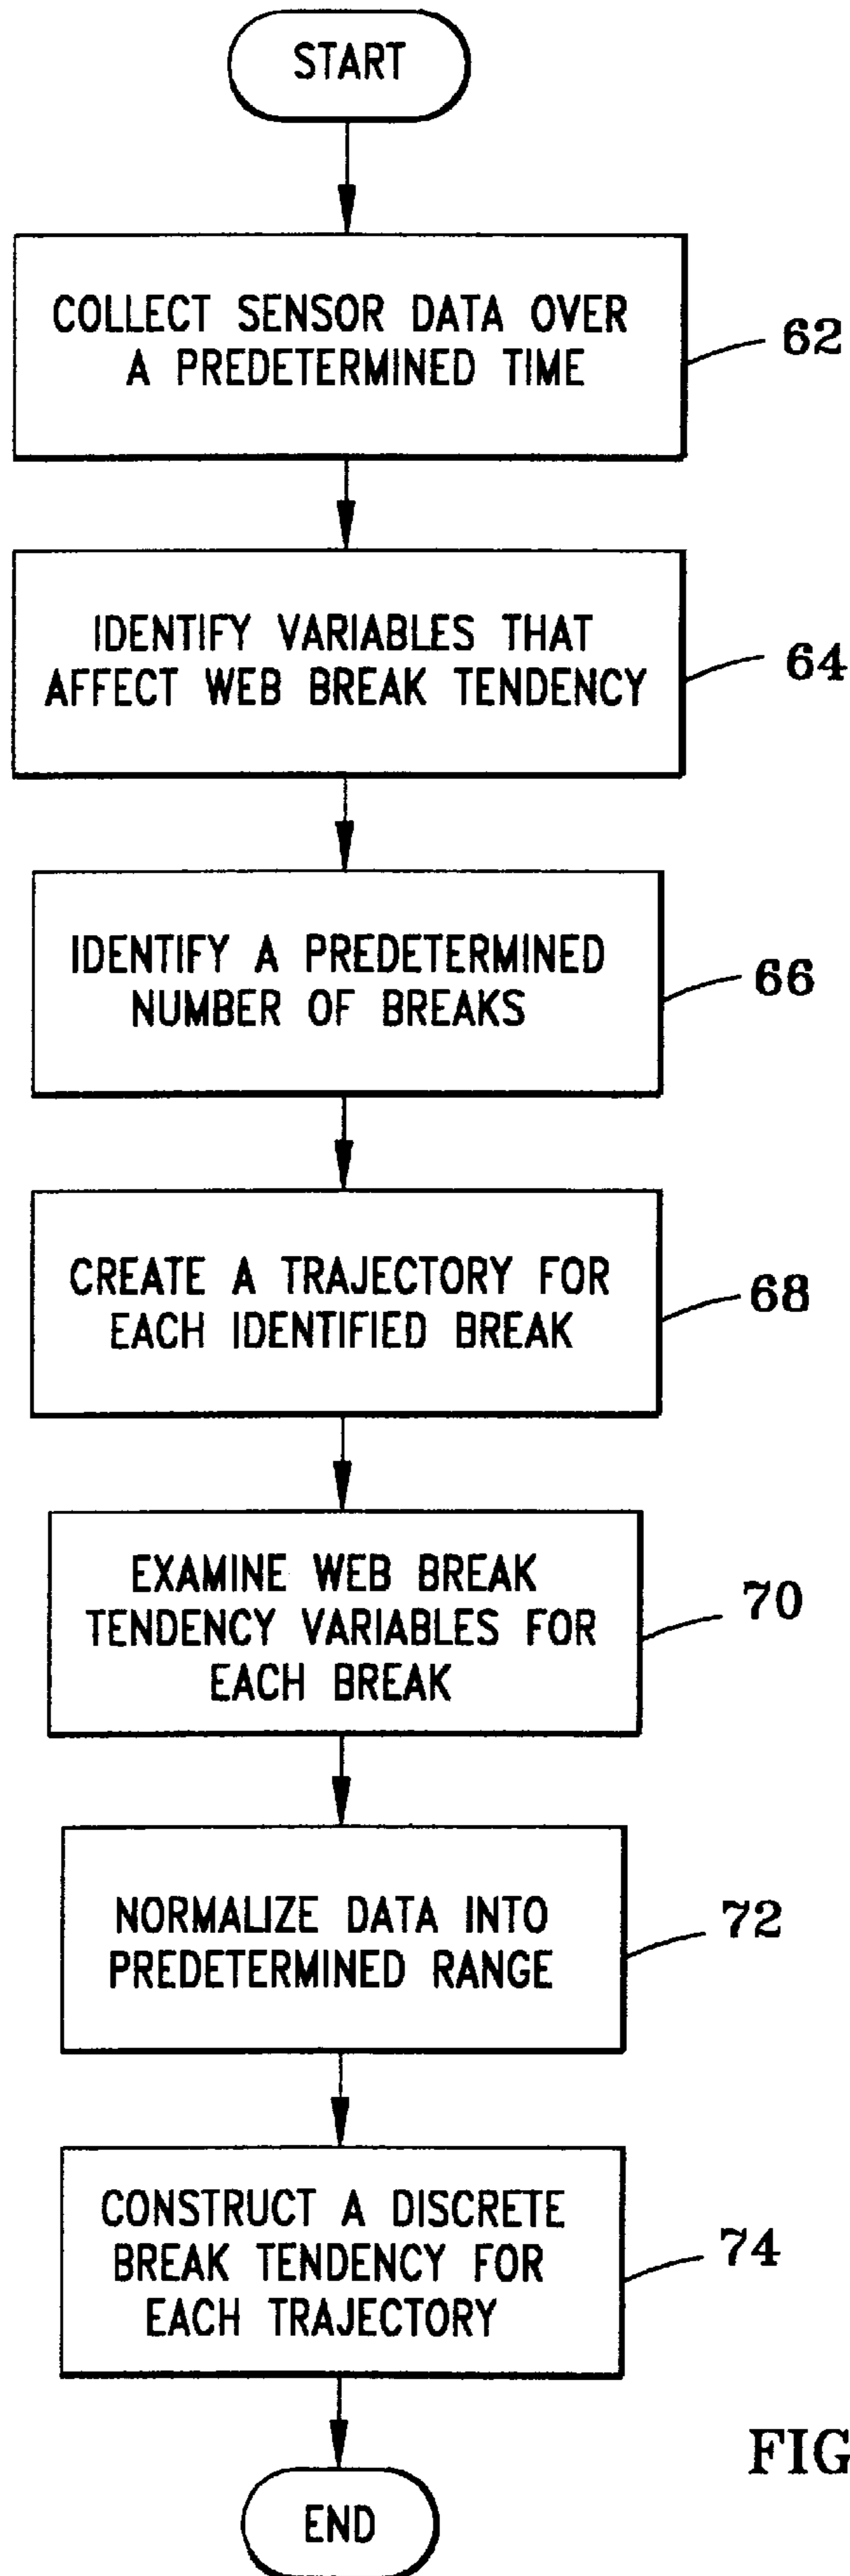 START
COLLECT SENSOR DATA OVER
A PREDETERMINED TIME
62
IDENTIFY VARIABLES THAT
AFFECT WEB BREAK TENDENCY
64
IDENTIFY A PREDETERMINED
NUMBER OF BREAKS
66
CREATE A TRAJECTORY FOR
EACH IDENTIFIED BREAK
68
EXAMINE WEB BREAK
TENDENCY VARIABLES FOR
EACH BREAK
70
NORMALIZE DATA INTO
PREDETERMINED RANGE
72
CONSTRUCT A DISCRETE
BREAK TENDENCY FOR
EACH TRAJECTORY
74
END
FIG